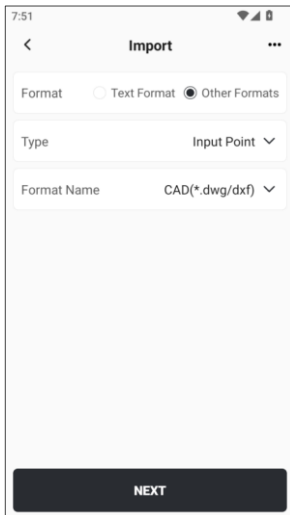 7:51
Import
Format Text Format Other Formats
Type Input Point
Format Name CAD(*.dwg/dxf)
NEXT